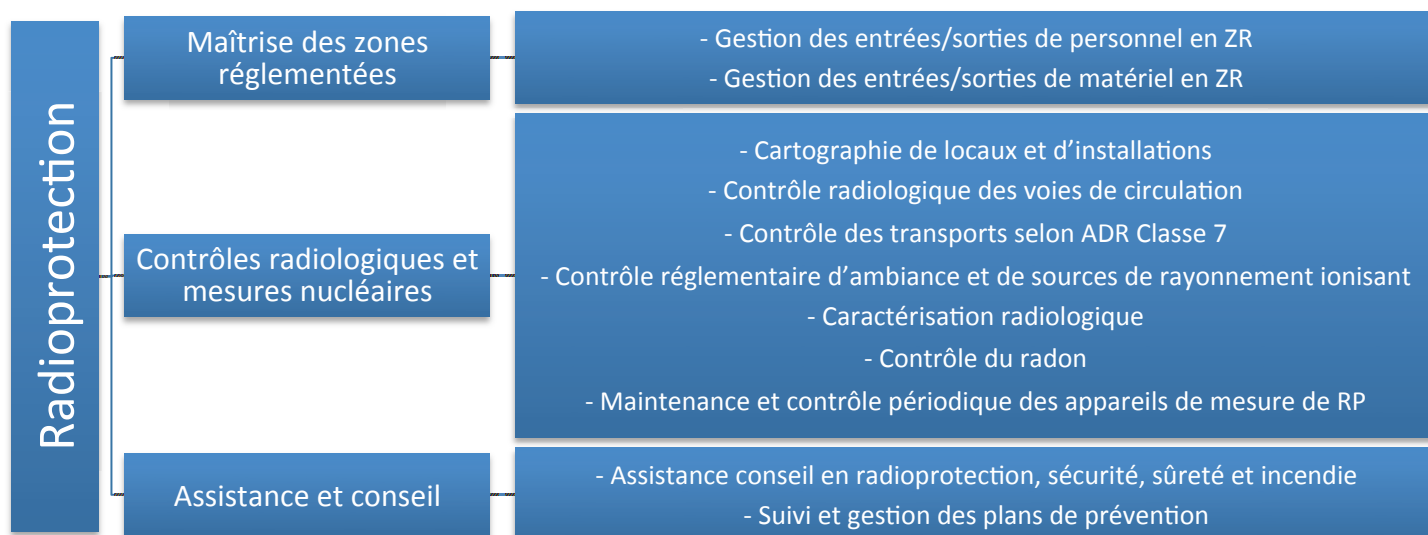 Radioprotection
Maîtrise des zones
réglementées
- Gestion des entrées/sorties de personnel en ZR
- Gestion des entrées/sorties de matériel en ZR
Contrôles radiologiques et
mesures nucléaires
- Cartographie de locaux et d’installations
- Contrôle radiologique des voies de circulation
- Contrôle des transports selon ADR Classe 7
- Contrôle réglementaire d’ambiance et de sources de rayonnement ionisant
- Caractérisation radiologique
- Contrôle du radon
- Maintenance et contrôle périodique des appareils de mesure de RP
Assistance et conseil
- Assistance conseil en radioprotection, sécurité, sûreté et incendie
- Suivi et gestion des plans de prévention